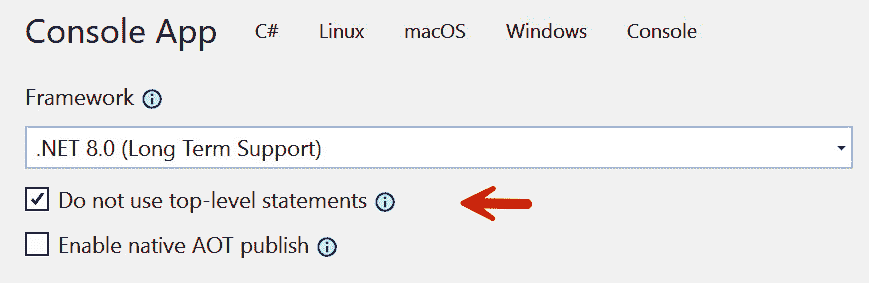 Console App C# Linux macOS Windows Console
Framework
.NET 8.0 (Long Term Support)
Do not use top-level statements
Enable native AOT publish